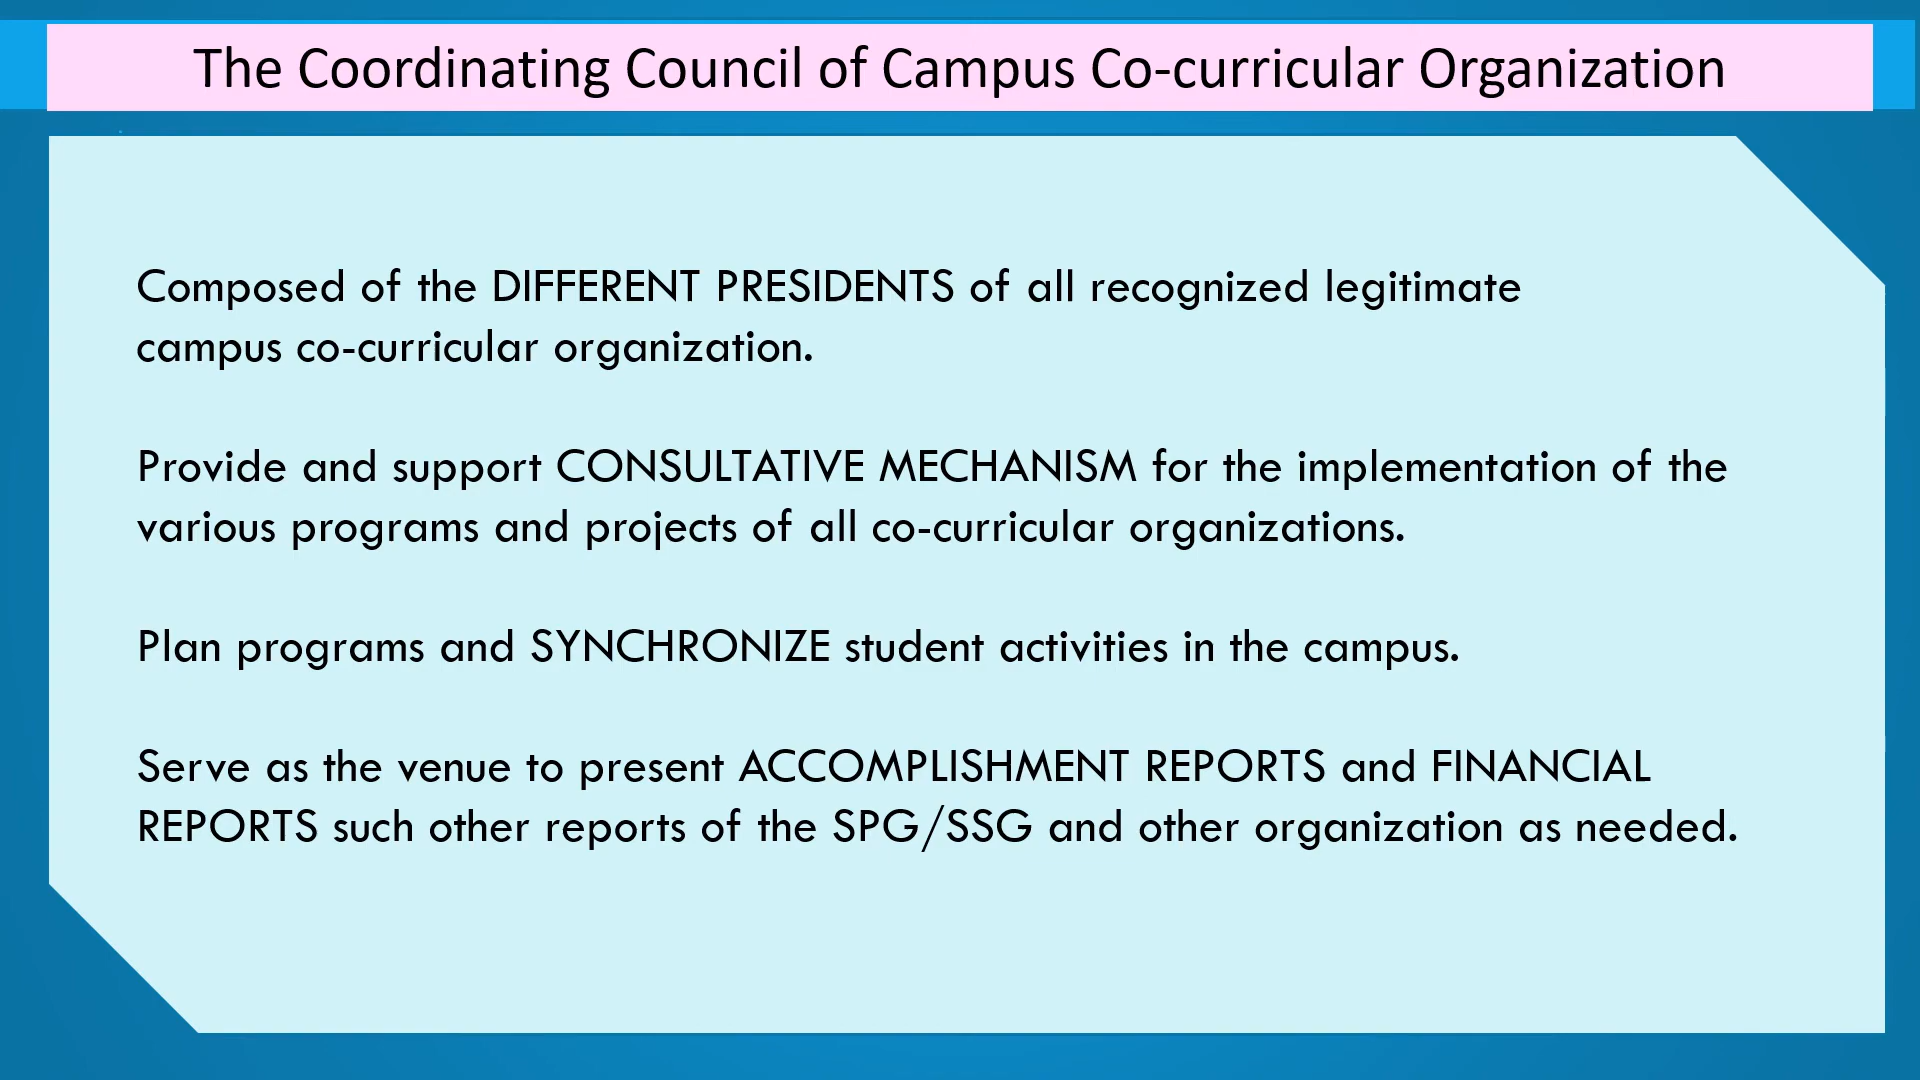 The Coordinating Council of Campus Co-curricular Organization
Composed of the DIFFERENT PRESIDENTS of all recognized legitimate
campus co-curricular organization.
Provide and support CONSULTATIVE MECHANISM for the implementation of the
various programs and projects of all co-curricular organizations.
Plan programs and SYNCHRONIZE student activities in the campus.
Serve as the venue to present ACCOMPLISHMENT REPORTS and FINANCIAL
REPORTS such other reports of the SPG/SSG and other organization as needed.